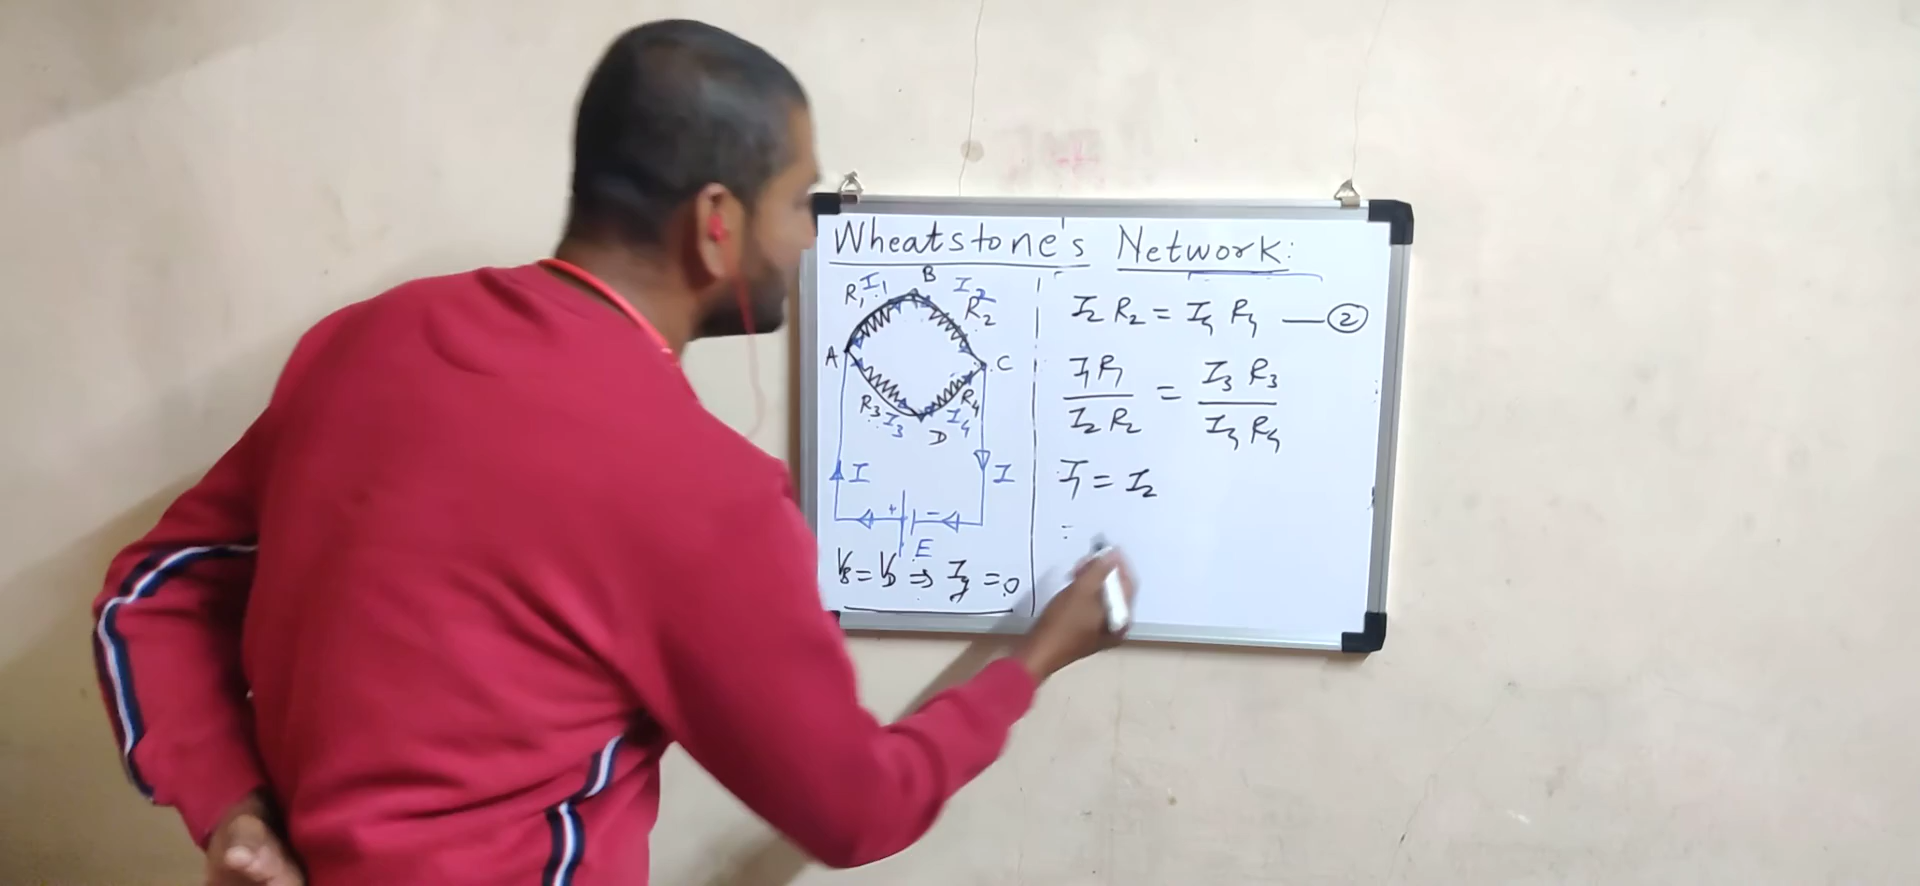 Wheatstone's Network:
B
I1 I2
R1 R2
A C
R3 R4
I3 I4
D
I I
+ −
E
VB = VD ⇒ Ig = 0
I2 R2 = I4 R4 — ②
I1 R1 / I2 R2 = I3 R3 / I4 R4
I1 = I2